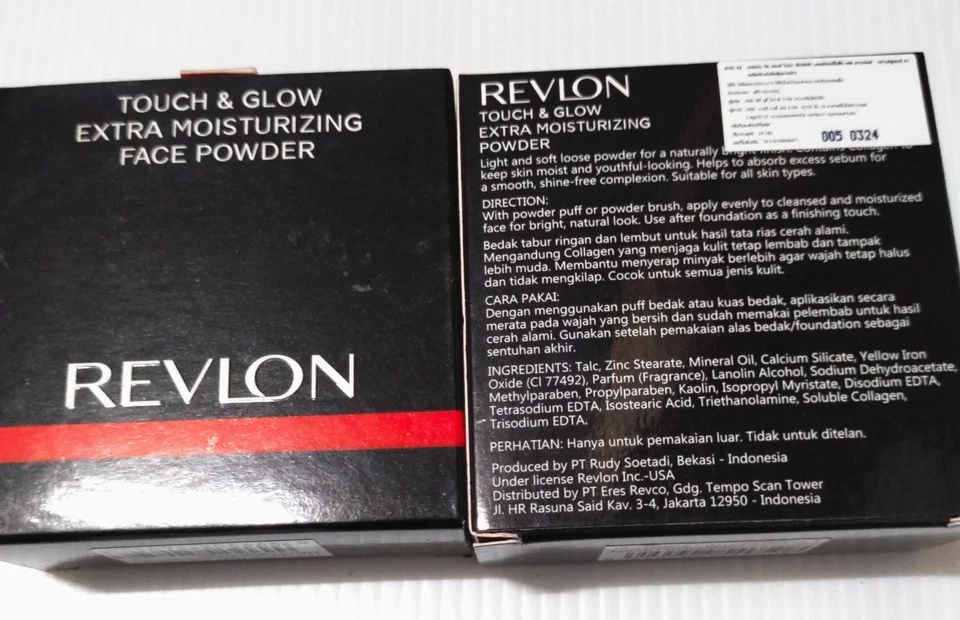 TOUCH & GLOW
EXTRA MOISTURIZING
FACE POWDER
REVLON
REVLON
TOUCH & GLOW
EXTRA MOISTURIZING
POWDER
005 0324
Light and soft loose powder for a naturally bright finish. Contains Collagen to
keep skin moist and youthful-looking. Helps to absorb excess sebum for
a smooth, shine-free complexion. Suitable for all skin types.
DIRECTION:
With powder puff or powder brush, apply evenly to cleansed and moisturized
face for bright, natural look. Use after foundation as a finishing touch.
Bedak tabur ringan dan lembut untuk hasil tata rias cerah alami.
Mengandung Collagen yang menjaga kulit tetap lembab dan tampak
lebih muda. Membantu menyerap minyak berlebih agar wajah tetap halus
dan tidak mengkilap. Cocok untuk semua jenis kulit.
CARA PAKAI:
Dengan menggunakan puff bedak atau kuas bedak, aplikasikan secara
merata pada wajah yang bersih dan sudah memakai pelembab untuk hasil
cerah alami. Gunakan setelah pemakaian alas bedak/foundation sebagai
sentuhan akhir.
INGREDIENTS: Talc, Zinc Stearate, Mineral Oil, Calcium Silicate, Yellow Iron
Oxide (CI 77492), Parfum (Fragrance), Lanolin Alcohol, Sodium Dehydroacetate,
Methylparaben, Propylparaben, Kaolin, Isopropyl Myristate, Disodium EDTA,
Tetrasodium EDTA, Isostearic Acid, Triethanolamine, Soluble Collagen,
Trisodium EDTA.
PERHATIAN: Hanya untuk pemakaian luar. Tidak untuk ditelan.
Produced by PT Rudy Soetadi, Bekasi - Indonesia
Under license Revlon Inc.-USA
Distributed by PT Eres Revco, Gdg. Tempo Scan Tower
Jl. HR Rasuna Said Kav. 3-4, Jakarta 12950 - Indonesia